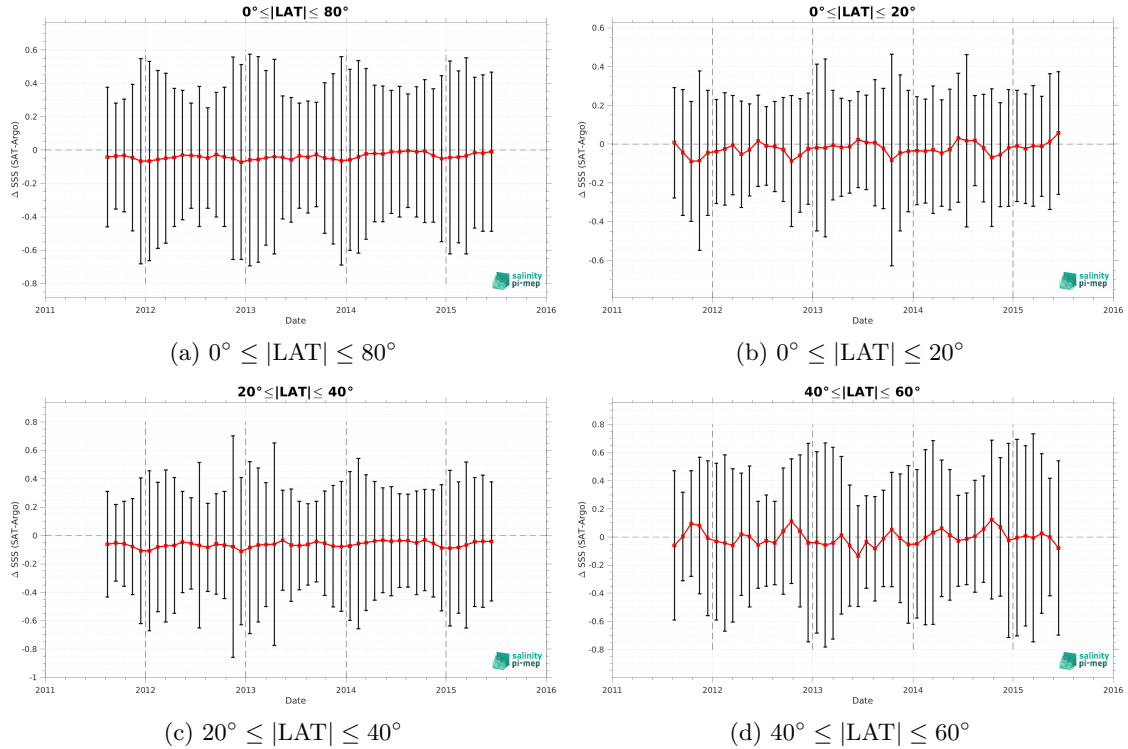 0°≤|LAT|≤ 80°
Δ SSS (SAT-Argo)
0.6
0.4
0.2
0
-0.2
-0.4
-0.6
-0.8
salinity
pi-mep
2011 2012 2013 2014 2015 2016
Date
(a) 0° ≤ |LAT| ≤ 80°
0°≤|LAT|≤ 20°
Δ SSS (SAT-Argo)
0.6
0.4
0.2
0
-0.2
-0.4
-0.6
salinity
pi-mep
2011 2012 2013 2014 2015 2016
Date
(b) 0° ≤ |LAT| ≤ 20°
20°≤|LAT|≤ 40°
Δ SSS (SAT-Argo)
0.8
0.6
0.4
0.2
0
-0.2
-0.4
-0.6
-0.8
-1
salinity
pi-mep
2011 2012 2013 2014 2015 2016
Date
(c) 20° ≤ |LAT| ≤ 40°
40°≤|LAT|≤ 60°
Δ SSS (SAT-Argo)
0.8
0.6
0.4
0.2
0
-0.2
-0.4
-0.6
-0.8
salinity
pi-mep
2011 2012 2013 2014 2015 2016
Date
(d) 40° ≤ |LAT| ≤ 60°